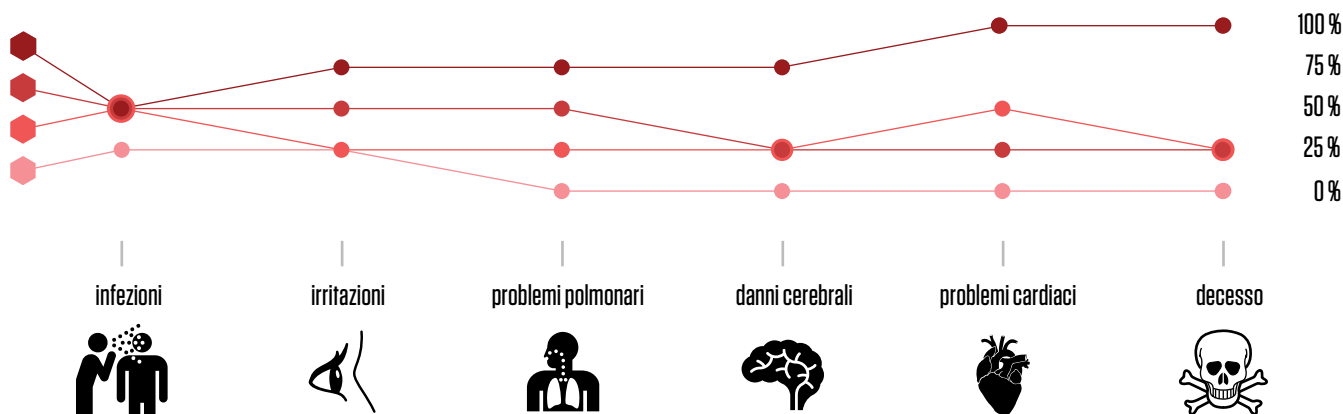 100 %
75 %
50 %
25 %
0 %
infezioni
irritazioni
problemi polmonari
danni cerebrali
problemi cardiaci
decesso